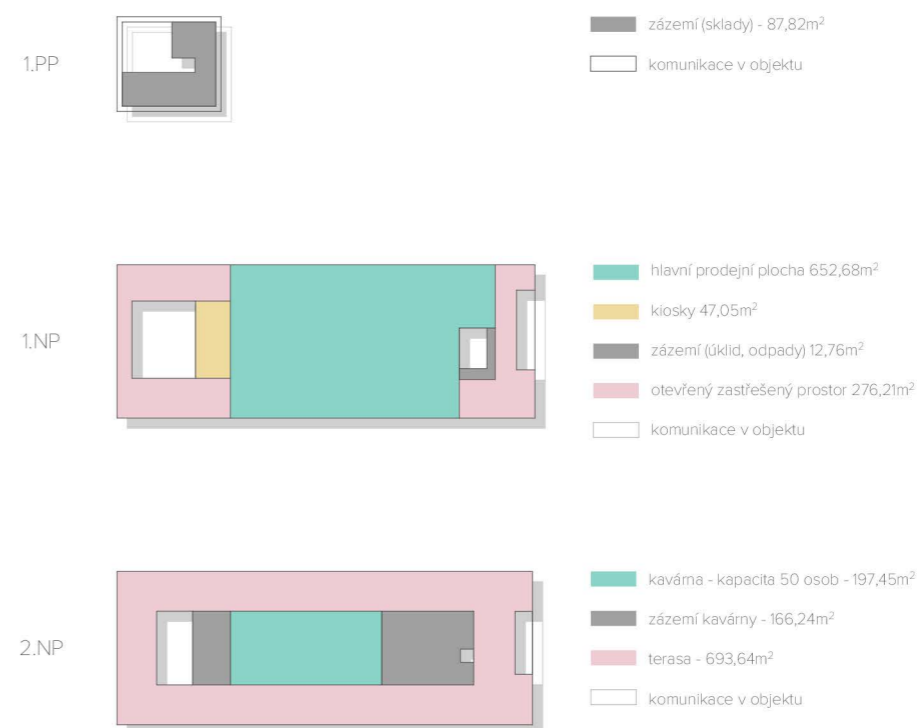 1.PP
zázemí (sklady) - 87,82m²
komunikace v objektu
1.NP
hlavní prodejní plocha 652,68m²
kiosky 47,05m²
zázemí (úklid, odpady) 12,76m²
otevřený zastřešený prostor 276,21m²
komunikace v objektu
2.NP
kavárna - kapacita 50 osob - 197,45m²
zázemí kavárny - 166,24m²
terasa - 693,64m²
komunikace v objektu